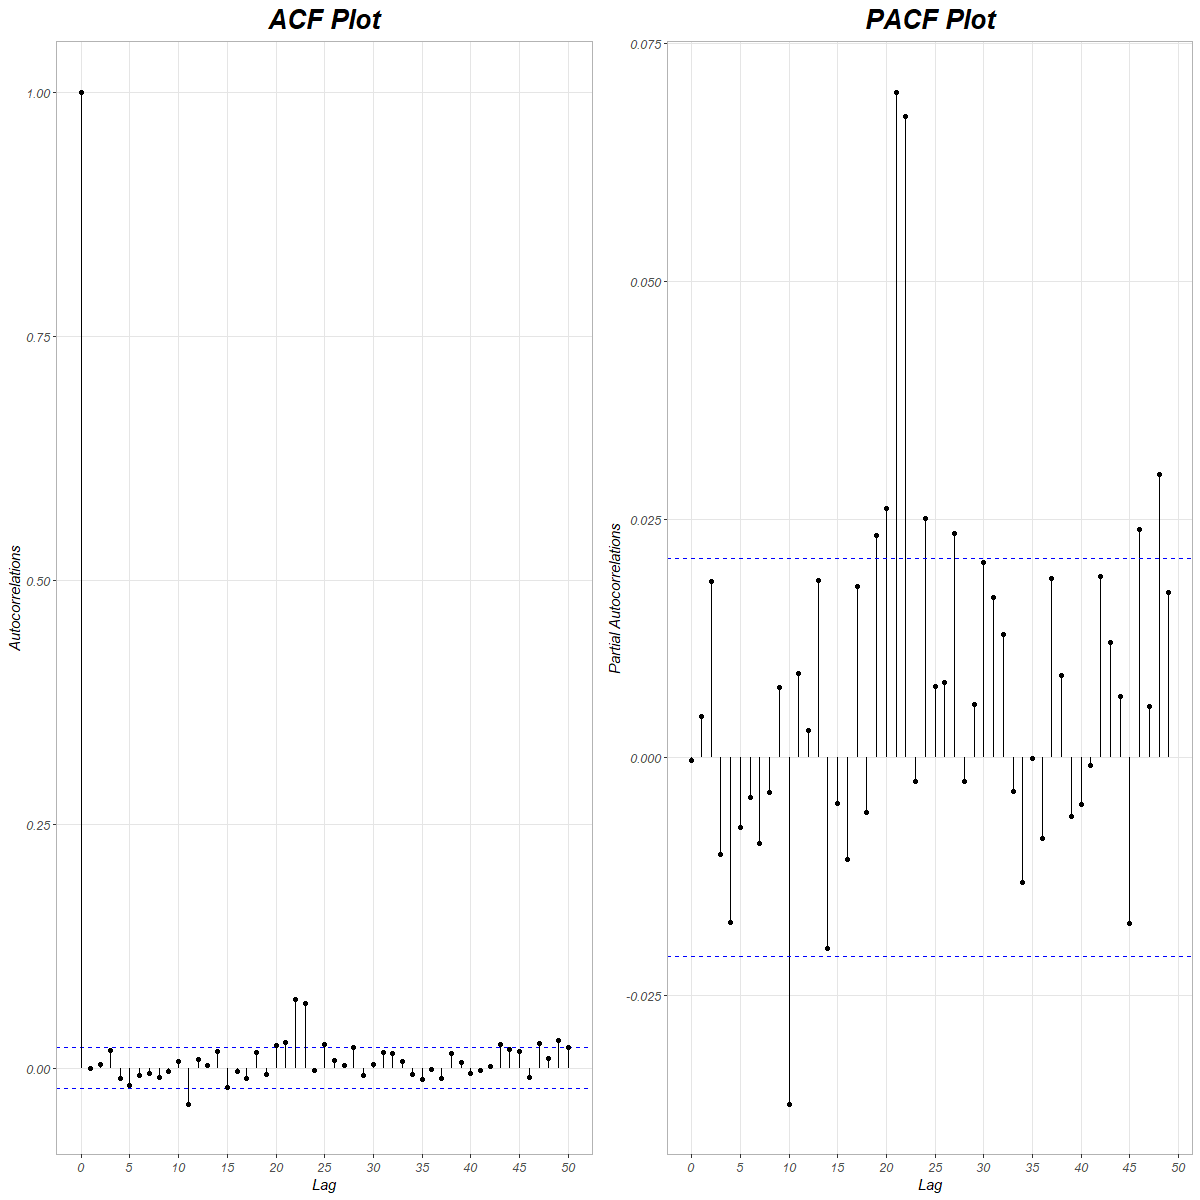 ACF Plot
Autocorrelations
1.00
0.75
0.50
0.25
0.00
0 5 10 15 20 25 30 35 40 45 50
Lag
PACF Plot
Partial Autocorrelations
0.075
0.050
0.025
0.000
-0.025
0 5 10 15 20 25 30 35 40 45 50
Lag